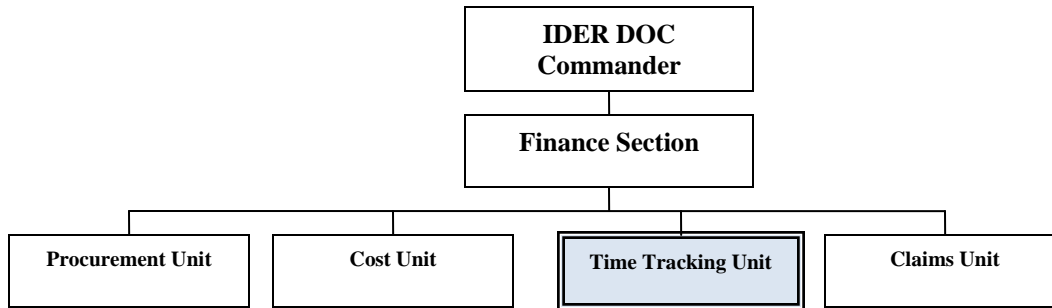 IDER DOC
Commander
Finance Section
Procurement Unit
Cost Unit
Time Tracking Unit
Claims Unit